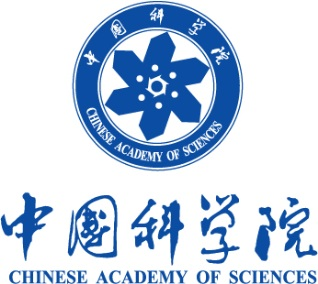 中国科学院
CHINESE ACADEMY OF SCIENCES
中国科学院
CHINESE ACADEMY OF SCIENCES